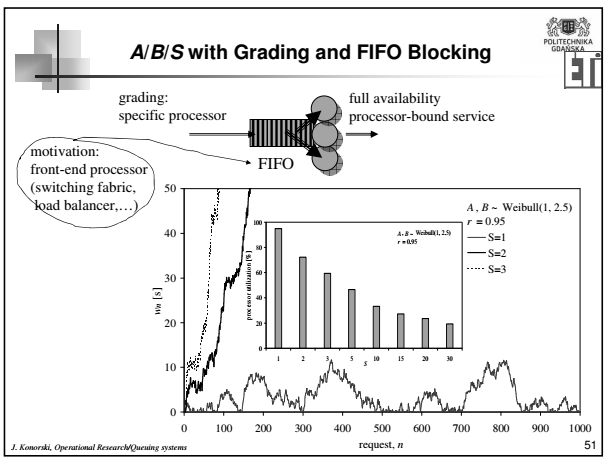 A/B/S with Grading and FIFO Blocking
POLITECHNIKA
GDAŃSKA
ETI
grading:
specific processor
full availability
processor-bound service
FIFO
motivation:
front-end processor
(switching fabric,
load balancer,…)
50
40
30
20
10
0
wn [s]
100
80
60
40
20
0
processor utilization [%]
A, B ~ Weibull(1, 2.5)
r = 0.95
1 2 3 5 10 15 20 30
S
A , B ~ Weibull(1, 2.5)
r = 0.95
S=1
S=2
S=3
0 100 200 300 400 500 600 700 800 900 1000
request, n
J. Konorski, Operational Research/Queuing systems
51